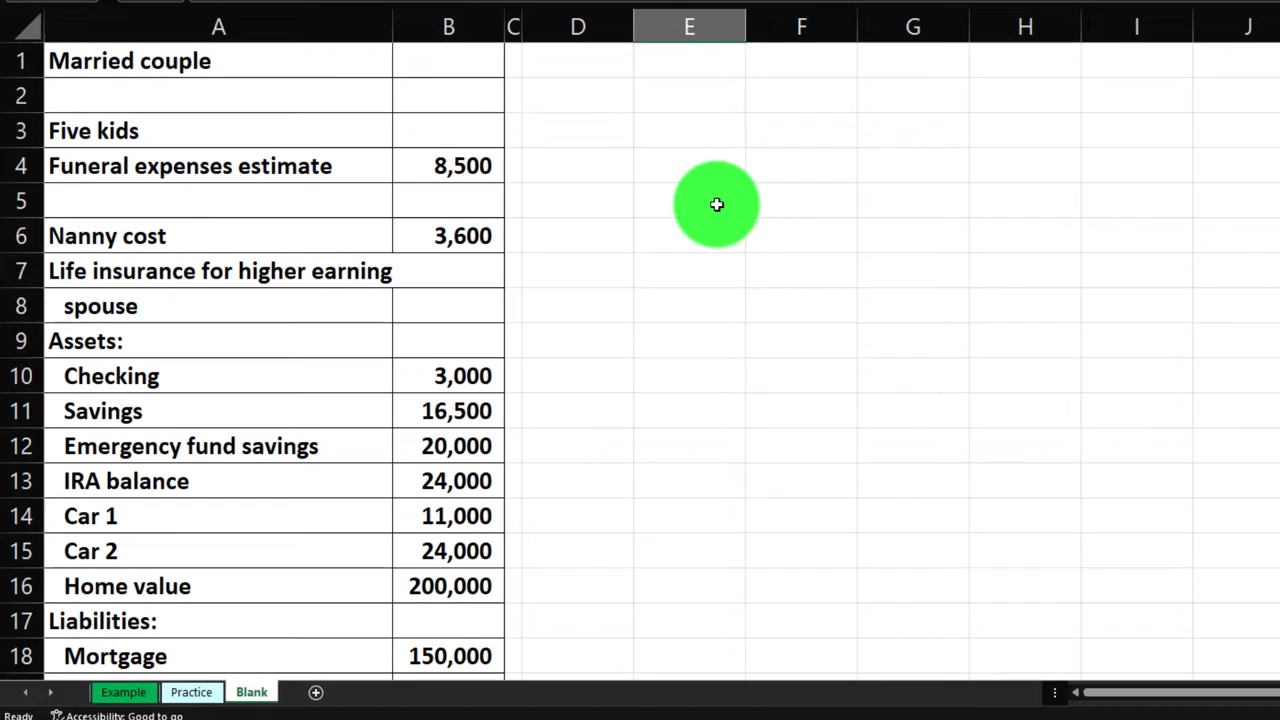 A B C D E F G H I J
1 Married couple
2
3 Five kids
4 Funeral expenses estimate 8,500
5
6 Nanny cost 3,600
7 Life insurance for higher earning
8 spouse
9 Assets:
10 Checking 3,000
11 Savings 16,500
12 Emergency fund savings 20,000
13 IRA balance 24,000
14 Car 1 11,000
15 Car 2 24,000
16 Home value 200,000
17 Liabilities:
18 Mortgage 150,000
Example Practice Blank
Ready Accessibility: Good to go